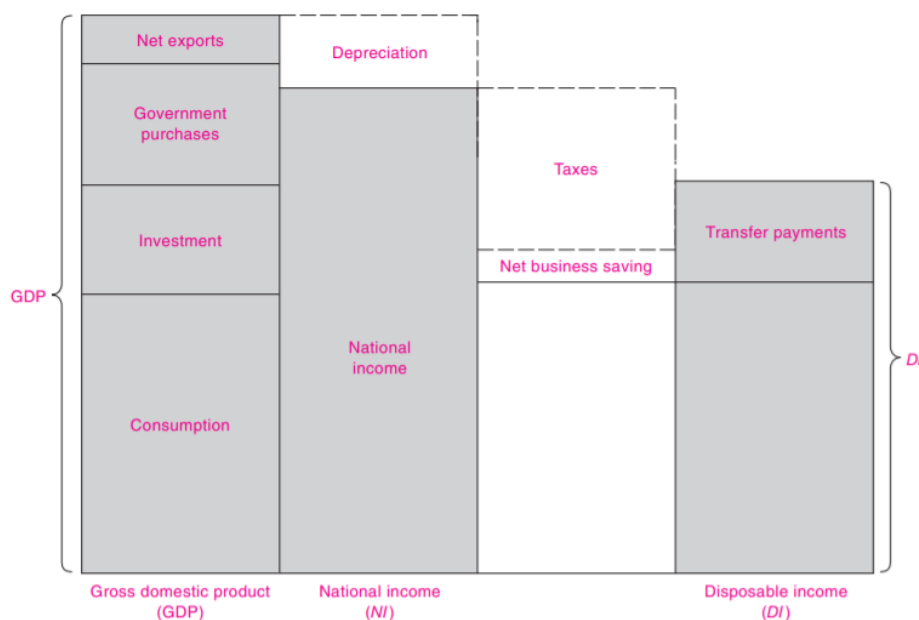 Net exports
Depreciation
Government
purchases
Taxes
Investment
Transfer payments
Net business saving
GDP
National
income
Consumption
Gross domestic product
(GDP)
National income
(NI)
Disposable income
(DI)